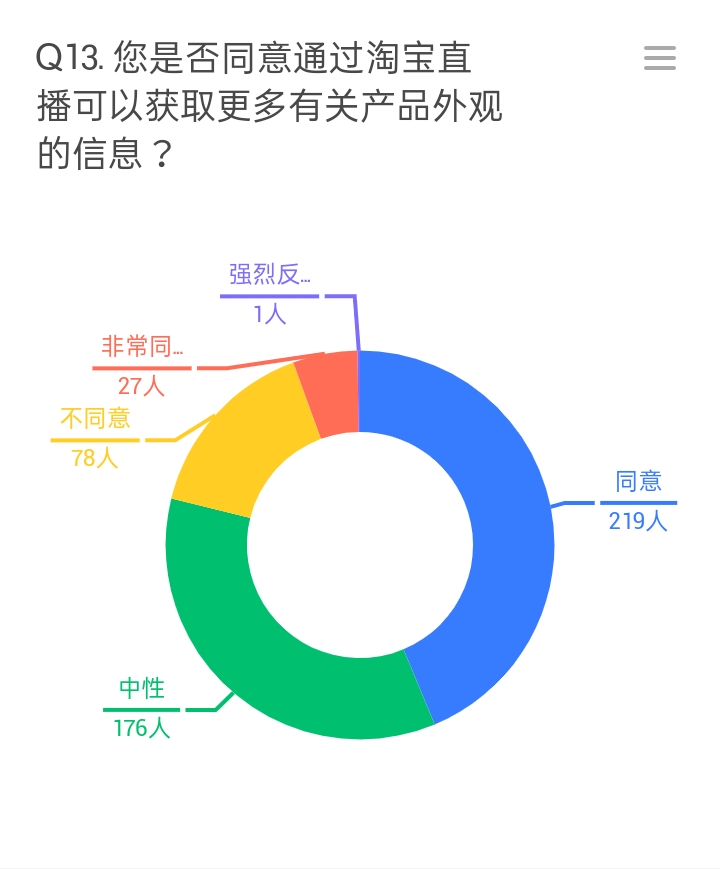 Q13. 您是否同意通过淘宝直
播可以获取更多有关产品外观
的信息？
强烈反...
1人
非常同...
27人
不同意
78人
同意
219人
中性
176人